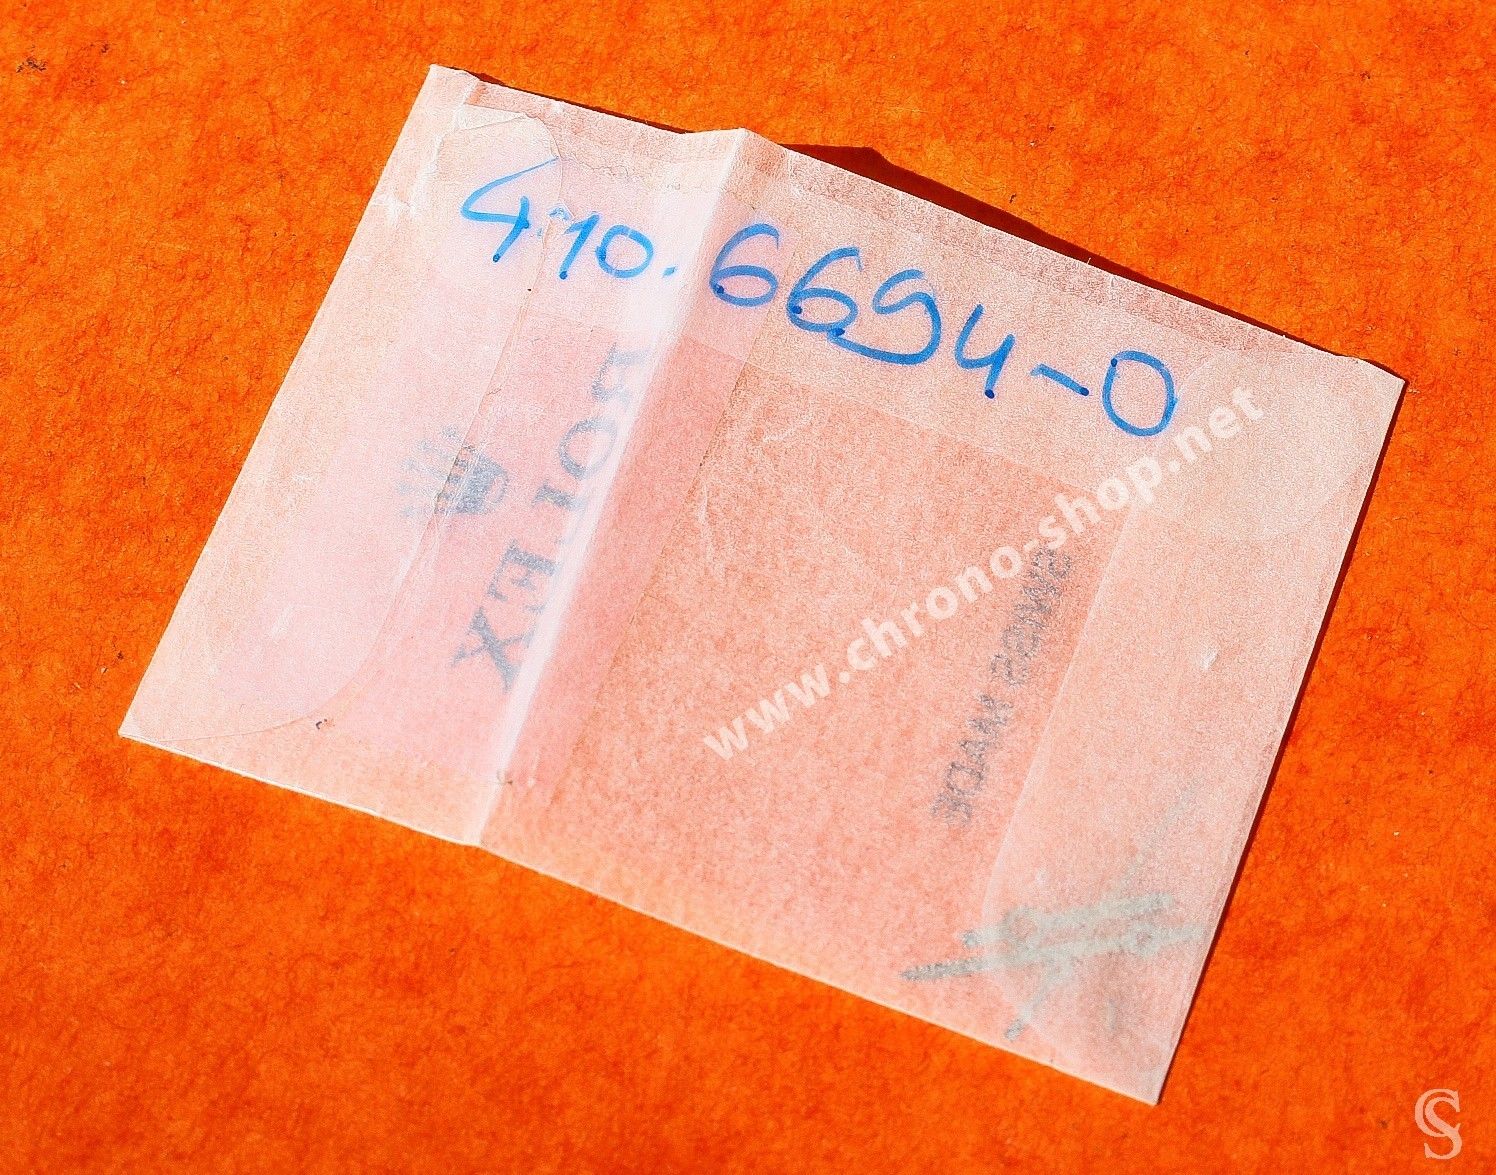 410.6694-0
ROLEX
SWISS MADE
www.chrono-shop.net